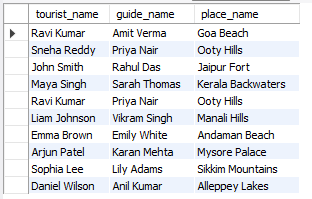 tourist_name guide_name place_name
Ravi Kumar Amit Verma Goa Beach
Sneha Reddy Priya Nair Ooty Hills
John Smith Rahul Das Jaipur Fort
Maya Singh Sarah Thomas Kerala Backwaters
Ravi Kumar Priya Nair Ooty Hills
Liam Johnson Vikram Singh Manali Hills
Emma Brown Emily White Andaman Beach
Arjun Patel Karan Mehta Mysore Palace
Sophia Lee Lily Adams Sikkim Mountains
Daniel Wilson Anil Kumar Alleppey Lakes